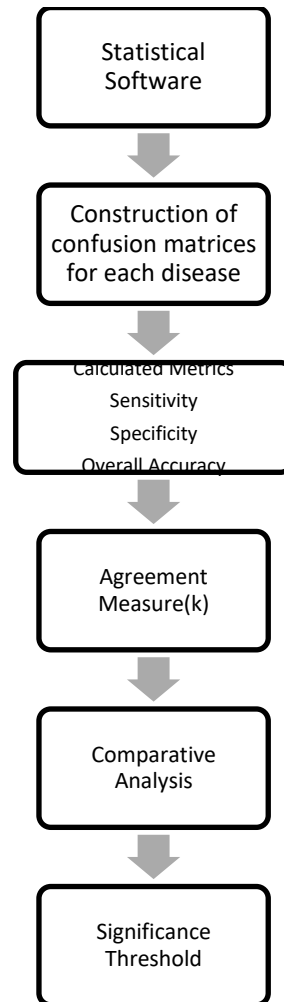 Statistical
Software
Construction of
confusion matrices
for each disease
Calculated Metrics
Sensitivity
Specificity
Overall Accuracy
Agreement
Measure(k)
Comparative
Analysis
Significance
Threshold